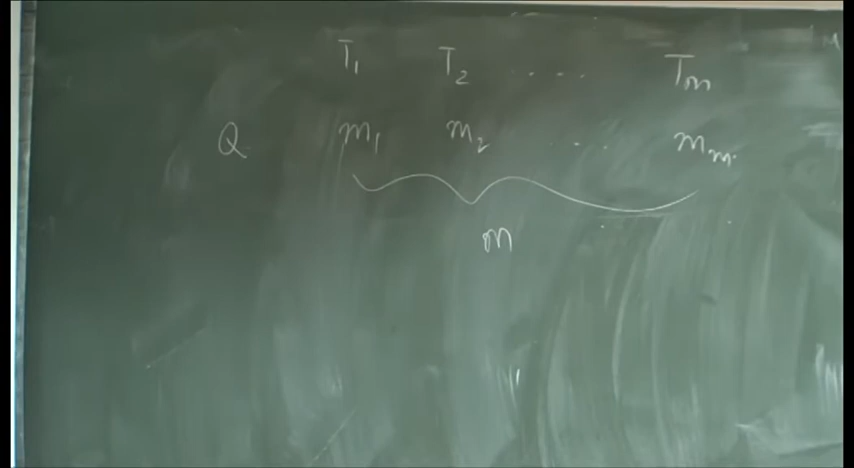 T₁ T₂ .... Tₘ
Q m₁ m₂ ... mₘ
m